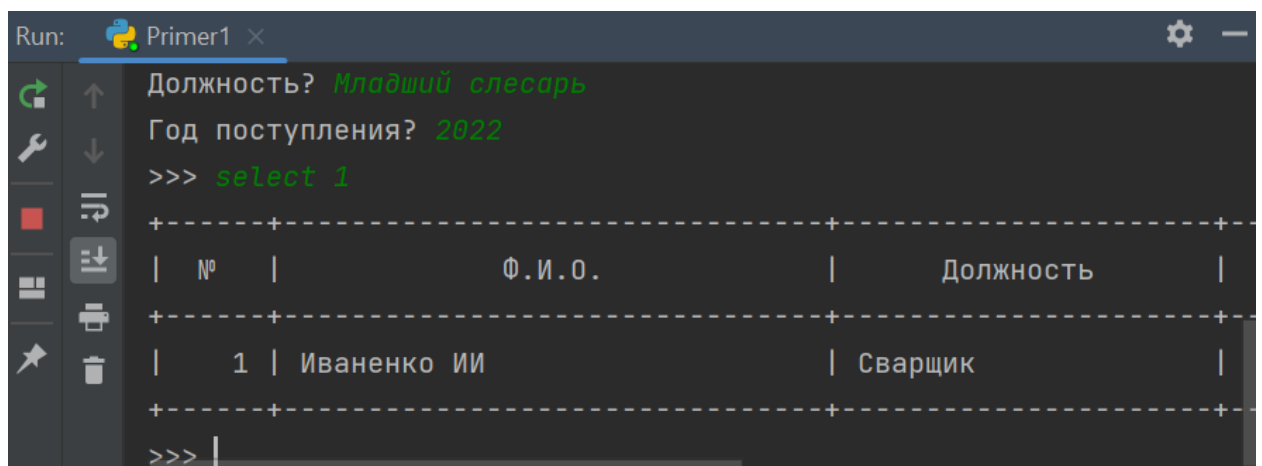 Run: Primer1
Должность? Младший слесарь
Год поступления? 2022
>>> select 1
+------+------------------------------+--------------------+--
| № | Ф.И.О. | Должность |
+------+------------------------------+--------------------+--
| 1 | Иваненко ИИ | Сварщик |
+------+------------------------------+--------------------+--
>>>